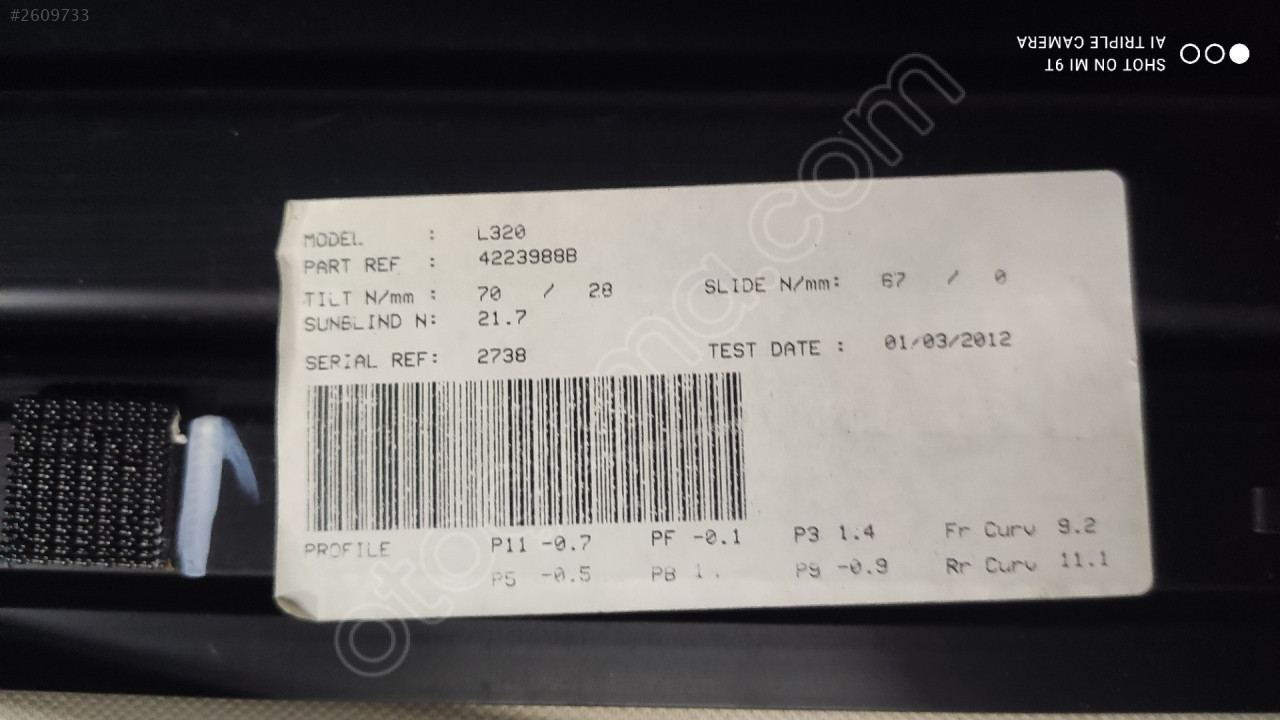 #2609733
SHOT ON MI 9T
AI TRIPLE CAMERA
MODEL : L320
PART REF : 4223988B
TILT N/mm : 70 / 28 SLIDE N/mm: 67 / 0
SUNBLIND N: 21.7
SERIAL REF: 2738 TEST DATE : 01/03/2012
PROFILE P11 -0.7 PF -0.1 P3 1.4 Fr Curv 9.2
P5 -0.5 P8 1. P9 -0.9 Rr Curv 11.1